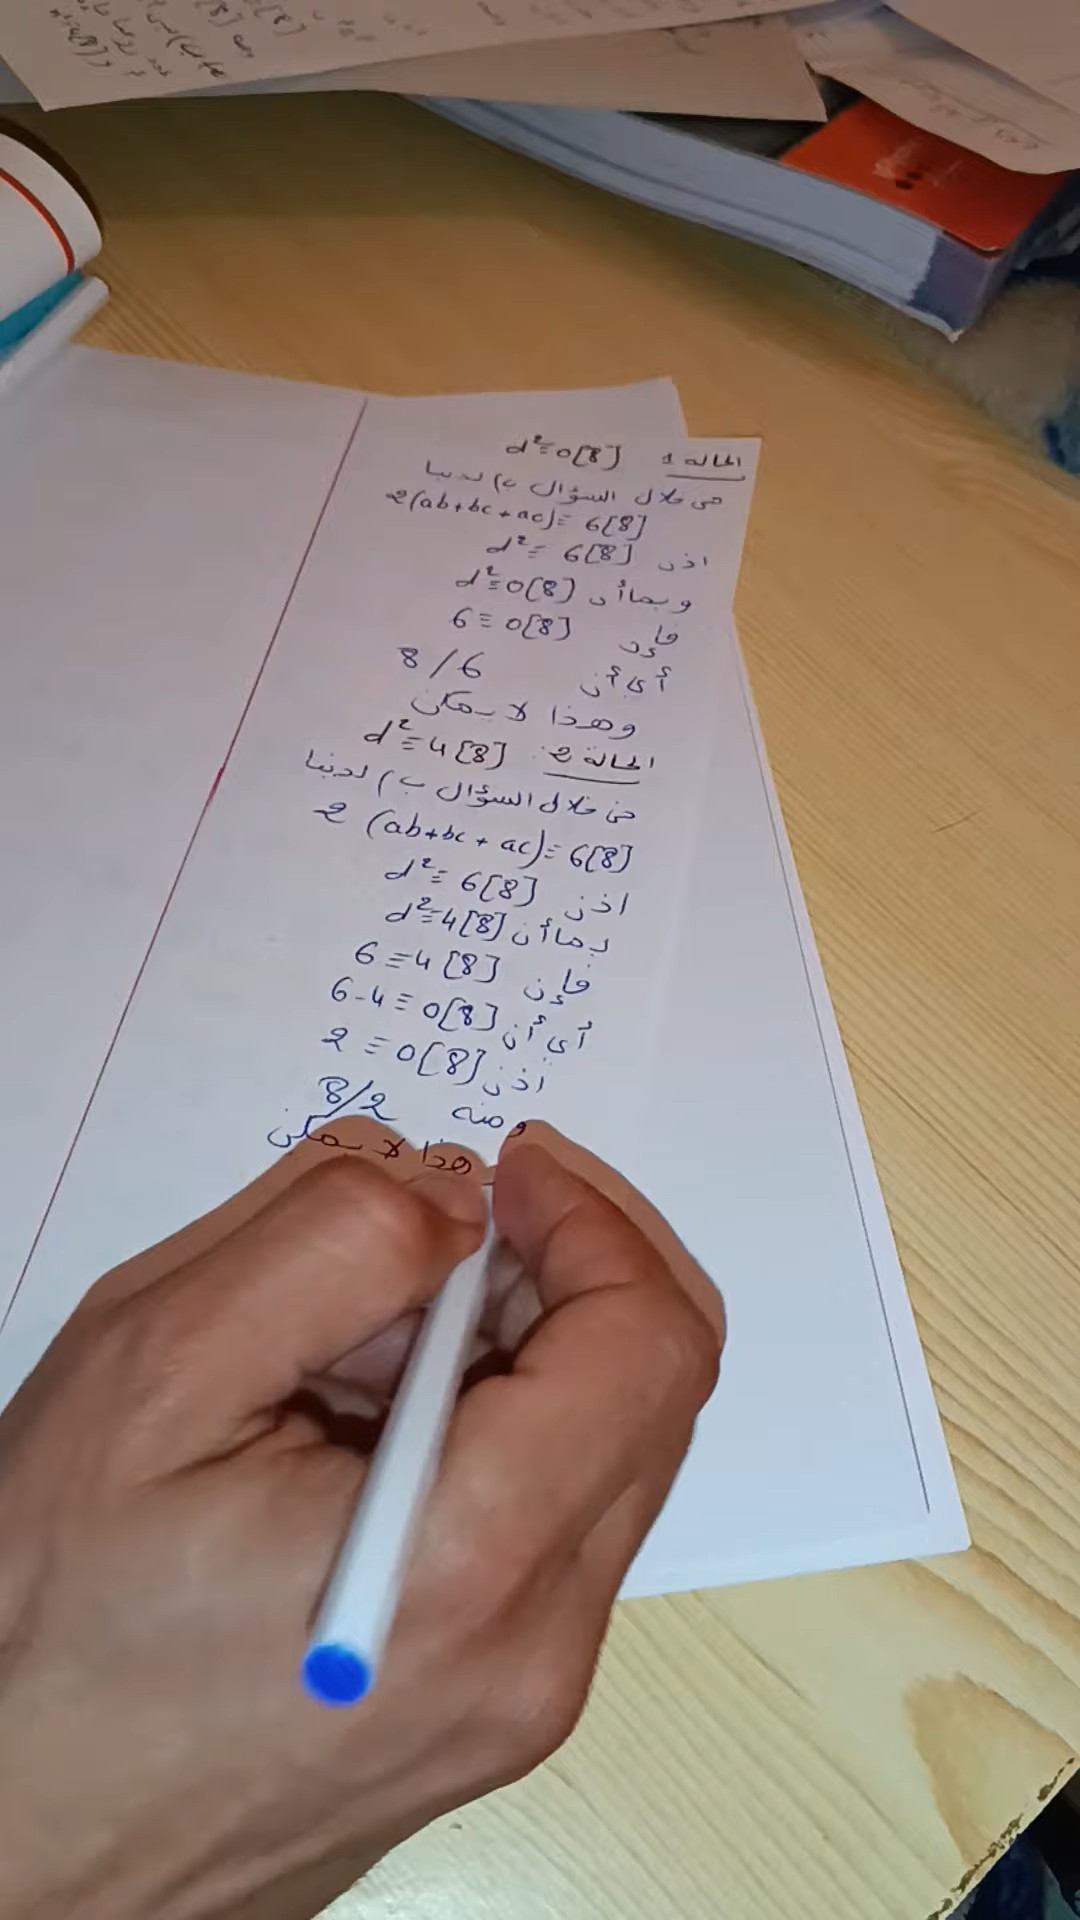 الحالة 1 d²≡0[8]
من خلال السؤال ب) لدينا
2(ab+bc+ac)≡6[8]
اذن d²≡6[8]
وبما أن d²≡0[8]
فإن 6≡0[8]
أي أن 8/6
وهذا لا يمكن
الحالة 2: d²≡4[8]
من خلال السؤال ب) لدينا
2(ab+bc+ac)≡6[8]
اذن d²≡6[8]
بما أن d²≡4[8]
فإن 6≡4[8]
أي أن 6-4≡0[8]
اذن 2≡0[8]
ومنه 8/2
هذا لا يمكن